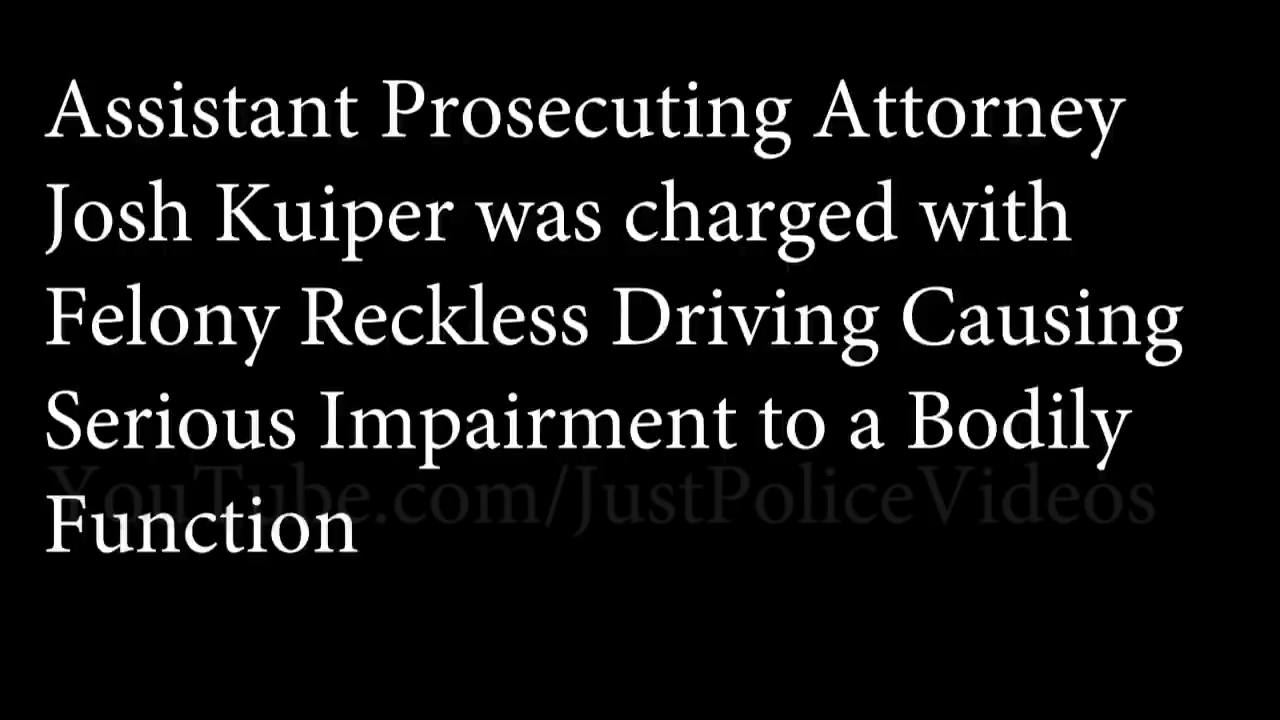 Assistant Prosecuting Attorney
Josh Kuiper was charged with
Felony Reckless Driving Causing
Serious Impairment to a Bodily
YouTube.com/JustPoliceVideos
Function